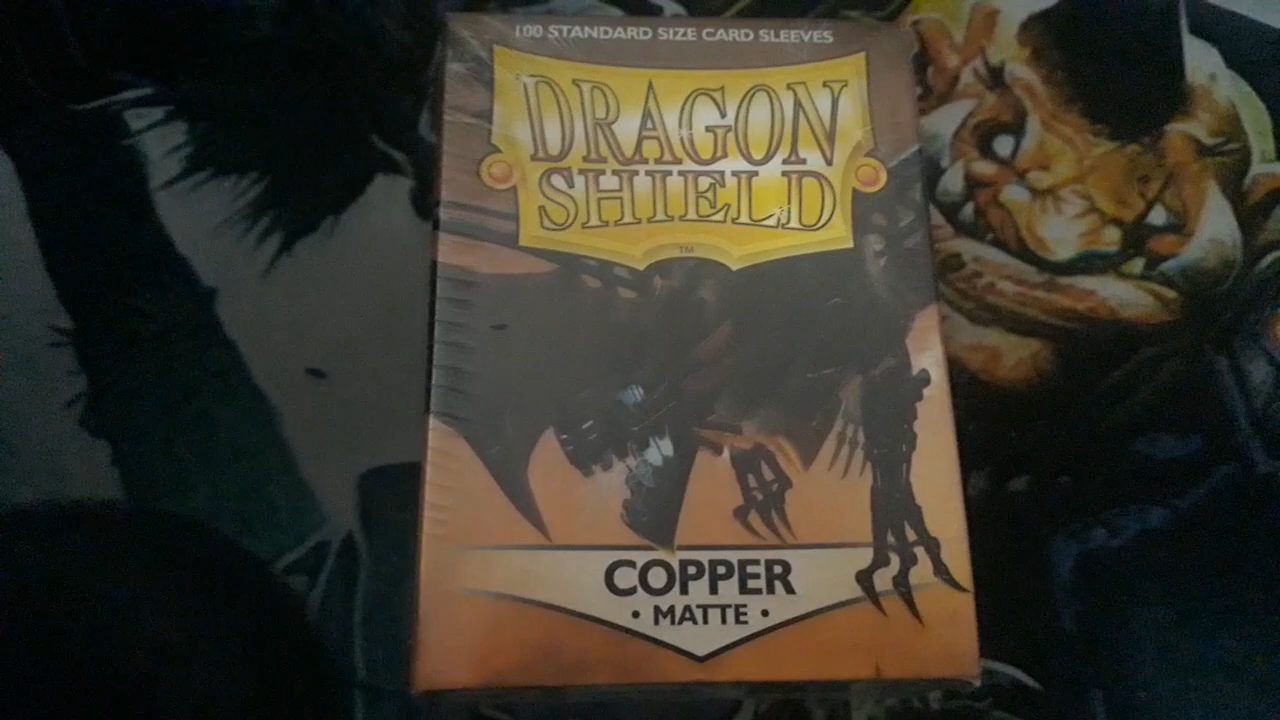 100 STANDARD SIZE CARD SLEEVES
DRAGON
SHIELD
TM
COPPER
• MATTE •